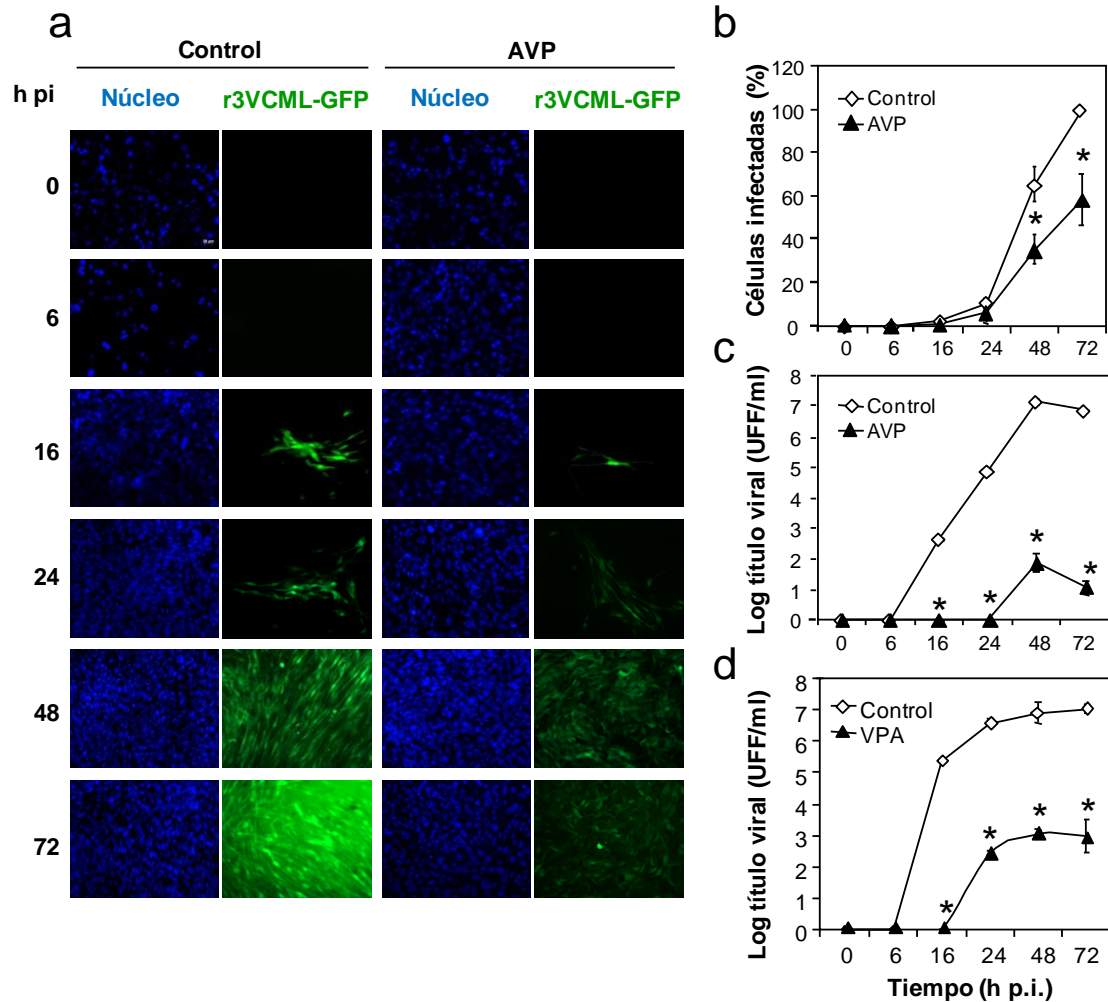 a
Control
AVP
h pi
Núcleo
r3VCML-GFP
Núcleo
r3VCML-GFP
0
6
16
24
48
72
b
Células infectadas (%)
120
100
80
60
40
20
0
Control
AVP
*
*
0 6 16 24 48 72
c
Log título viral (UFF/ml)
8
7
6
5
4
3
2
1
0
Control
AVP
*
*
*
*
0 6 16 24 48 72
d
Log título viral (UFF/ml)
8
7
6
5
4
3
2
1
0
Control
VPA
*
*
*
*
0 6 16 24 48 72
Tiempo (h p.i.)